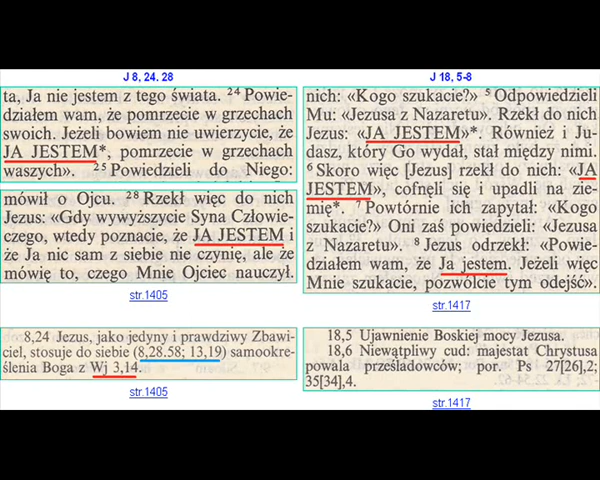 J 8, 24. 28
ta, Ja nie jestem z tego świata. 24 Powie-
działem wam, że pomrzecie w grzechach
swoich. Jeżeli bowiem nie uwierzycie, że
JA JESTEM*, pomrzecie w grzechach
waszych». 25 Powiedzieli do Niego:
mówił o Ojcu. 28 Rzekł więc do nich
Jezus: «Gdy wywyższycie Syna Człowie-
czego, wtedy poznacie, że JA JESTEM i
że Ja nic sam z siebie nie czynię, ale że
mówię to, czego Mnie Ojciec nauczył.
str.1405
8,24 Jezus, jako jedyny i prawdziwy Zbawi-
ciel, stosuje do siebie (8,28.58; 13,19) samookre-
ślenia Boga z Wj 3,14.
str.1405
J 18, 5-8
nich: «Kogo szukacie?» 5 Odpowiedzieli
Mu: «Jezusa z Nazaretu». Rzekł do nich
Jezus: «JA JESTEM»*. Również i Ju-
dasz, który Go wydał, stał między nimi.
6 Skoro więc [Jezus] rzekł do nich: «JA
JESTEM», cofnęli się i upadli na zie-
mię*. 7 Powtórnie ich zapytał: «Kogo
szukacie?» Oni zaś powiedzieli: «Jezusa
z Nazaretu». 8 Jezus odrzekł: «Powie-
działem wam, że Ja jestem. Jeżeli więc
Mnie szukacie, pozwólcie tym odejść».
str.1417
18,5 Ujawnienie Boskiej mocy Jezusa.
18,6 Niewątpliwy cud: majestat Chrystusa
powala prześladowców; por. Ps 27[26],2;
35[34],4.
str.1417